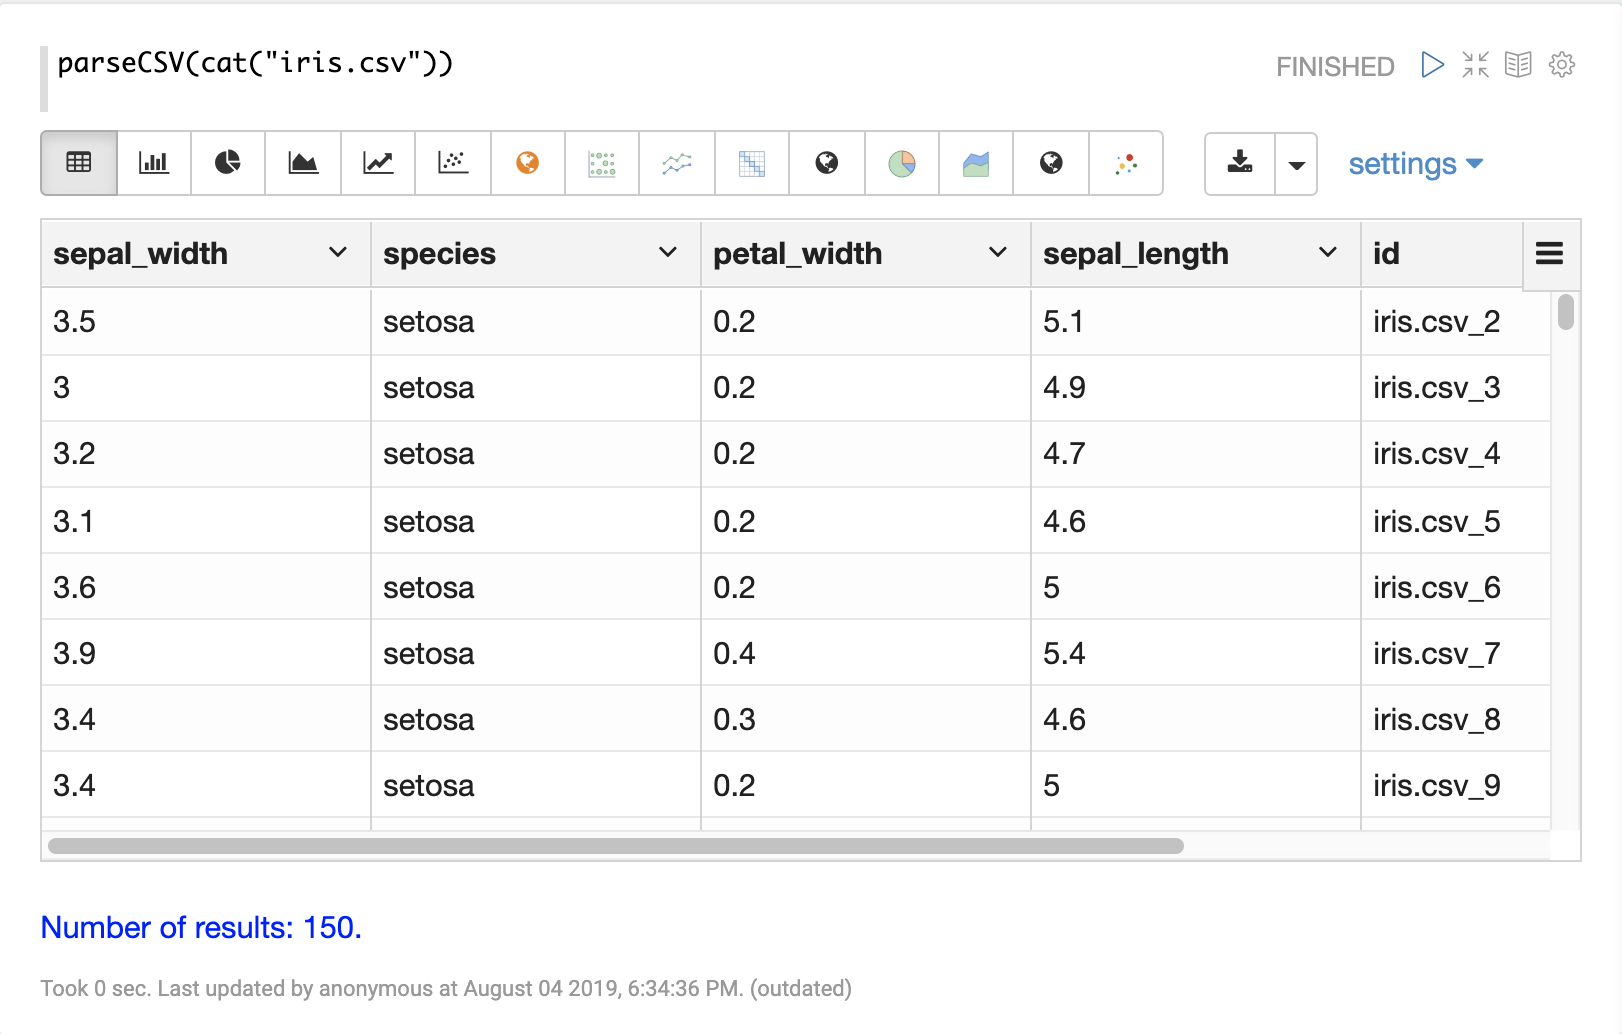 parseCSV(cat("iris.csv"))
FINISHED
settings
sepal_width species petal_width sepal_length id
3.5 setosa 0.2 5.1 iris.csv_2
3 setosa 0.2 4.9 iris.csv_3
3.2 setosa 0.2 4.7 iris.csv_4
3.1 setosa 0.2 4.6 iris.csv_5
3.6 setosa 0.2 5 iris.csv_6
3.9 setosa 0.4 5.4 iris.csv_7
3.4 setosa 0.3 4.6 iris.csv_8
3.4 setosa 0.2 5 iris.csv_9
Number of results: 150.
Took 0 sec. Last updated by anonymous at August 04 2019, 6:34:36 PM. (outdated)